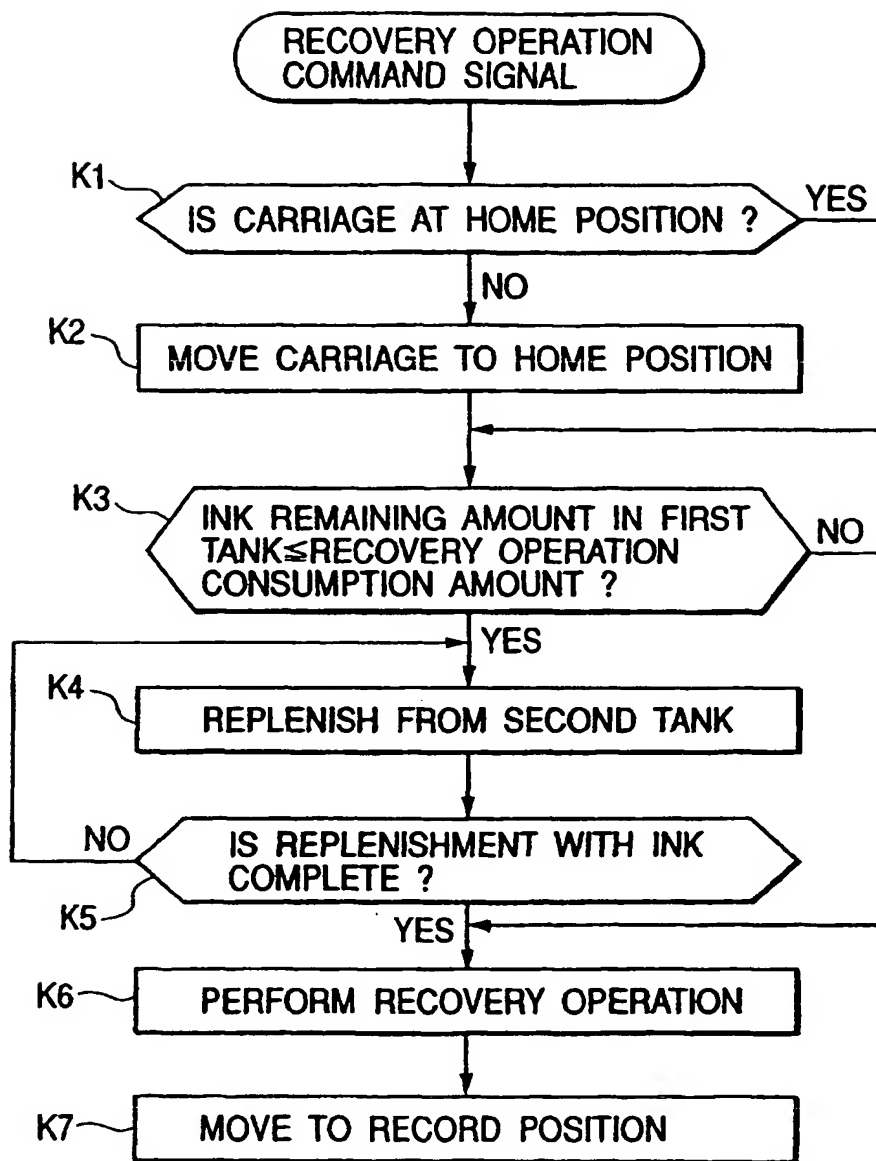 RECOVERY OPERATION
COMMAND SIGNAL
K1
IS CARRIAGE AT HOME POSITION ?
YES
NO
K2
MOVE CARRIAGE TO HOME POSITION
K3
INK REMAINING AMOUNT IN FIRST
TANK≦RECOVERY OPERATION
CONSUMPTION AMOUNT ?
NO
YES
K4
REPLENISH FROM SECOND TANK
NO
IS REPLENISHMENT WITH INK
COMPLETE ?
K5
YES
K6
PERFORM RECOVERY OPERATION
K7
MOVE TO RECORD POSITION